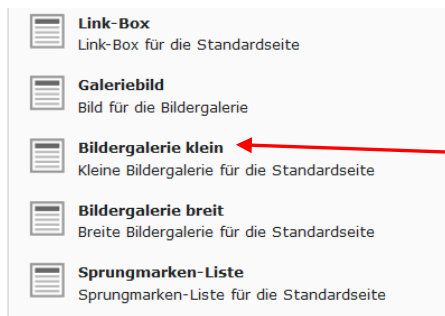 Link-Box
Link-Box für die Standardseite
Galeriebild
Bild für die Bildergalerie
Bildergalerie klein
Kleine Bildergalerie für die Standardseite
Bildergalerie breit
Breite Bildergalerie für die Standardseite
Sprungmarken-Liste
Sprungmarken-Liste für die Standardseite